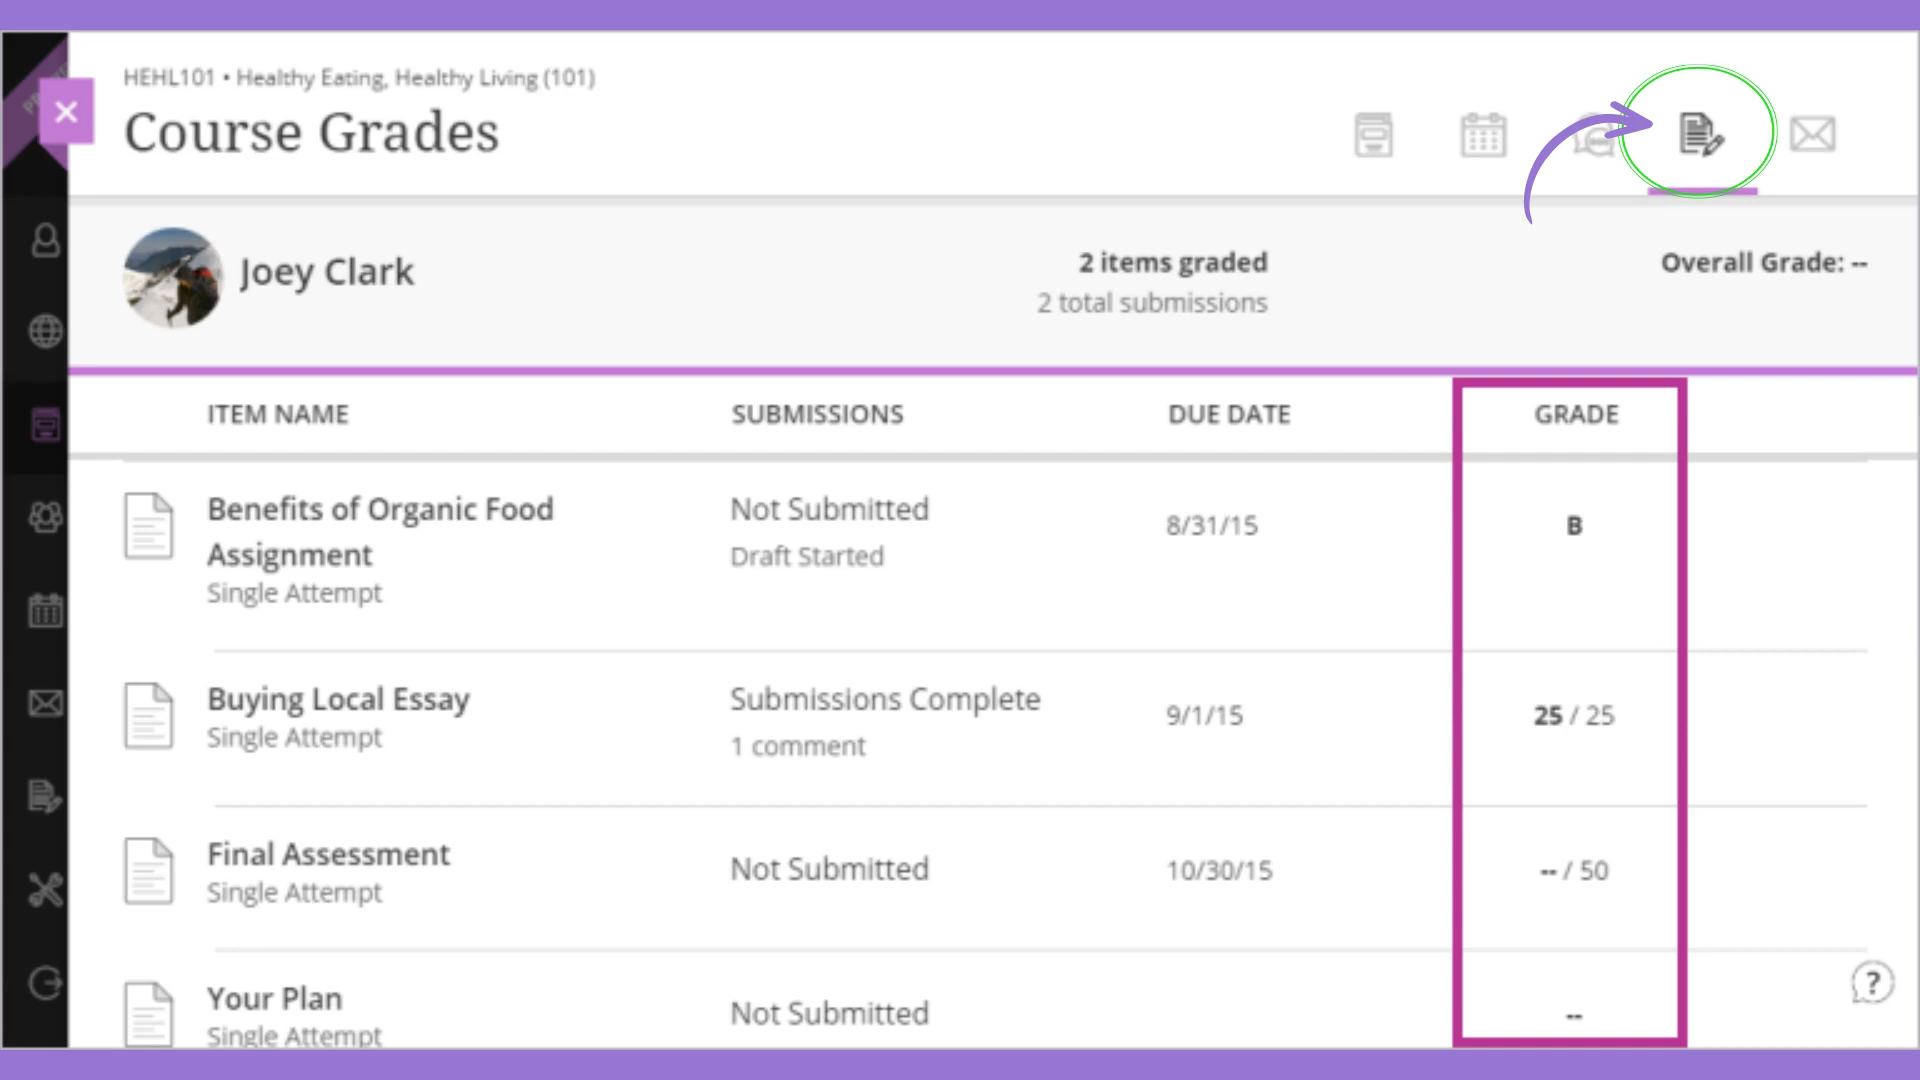 HEHL101 • Healthy Eating, Healthy Living (101)
Course Grades
Joey Clark
2 items graded
2 total submissions
Overall Grade: --
ITEM NAME SUBMISSIONS DUE DATE GRADE
Benefits of Organic Food Not Submitted 8/31/15 B
Assignment Draft Started
Single Attempt
Buying Local Essay Submissions Complete 9/1/15 25 / 25
Single Attempt 1 comment
Final Assessment Not Submitted 10/30/15 -- / 50
Single Attempt
Your Plan Not Submitted --
Single Attempt
?